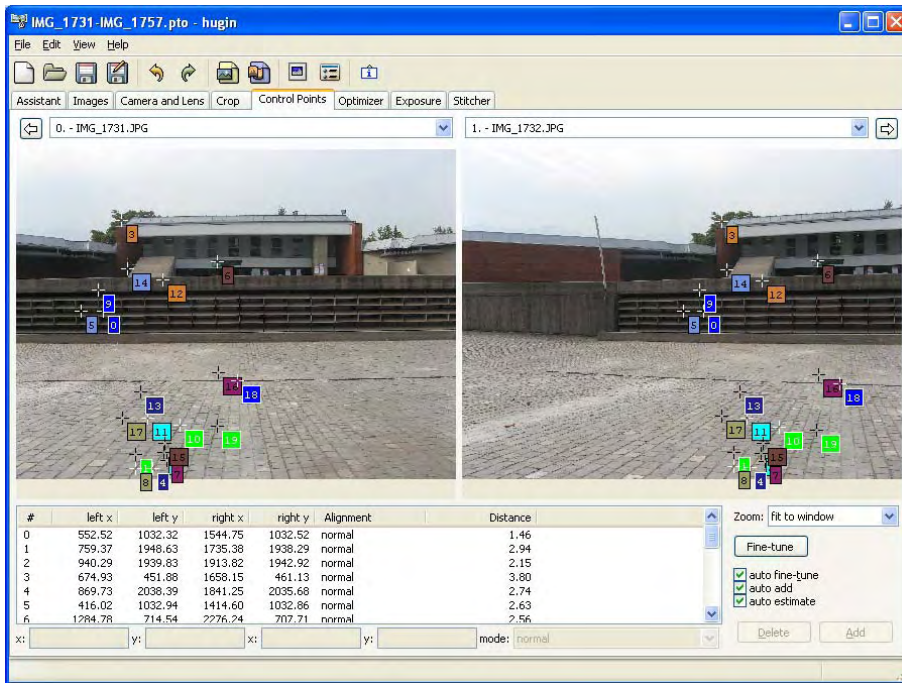 IMG_1731-IMG_1757.pto - hugin
File Edit View Help
Assistant Images Camera and Lens Crop Control Points Optimizer Exposure Stitcher
0. - IMG_1731.JPG
1. - IMG_1732.JPG
3
14
6
12
9
5
0
16
18
13
17
11
10
19
15
1
7
8
4
3
14
6
12
9
5
0
16
18
13
17
11
10
19
15
1
7
8
4
# left x left y right x right y Alignment Distance
0 552.52 1032.32 1544.75 1032.52 normal 1.46
1 759.37 1948.63 1735.38 1938.29 normal 2.94
2 940.29 1939.83 1913.82 1942.92 normal 2.15
3 674.93 451.88 1658.15 461.13 normal 3.80
4 869.73 2038.39 1841.25 2035.68 normal 2.74
5 416.02 1032.94 1414.60 1032.86 normal 2.63
6 1284.78 714.54 2276.24 707.71 normal 2.56
Zoom: fit to window
Fine-tune
auto fine-tune
auto add
auto estimate
Delete Add
x: y: x: y: mode: normal